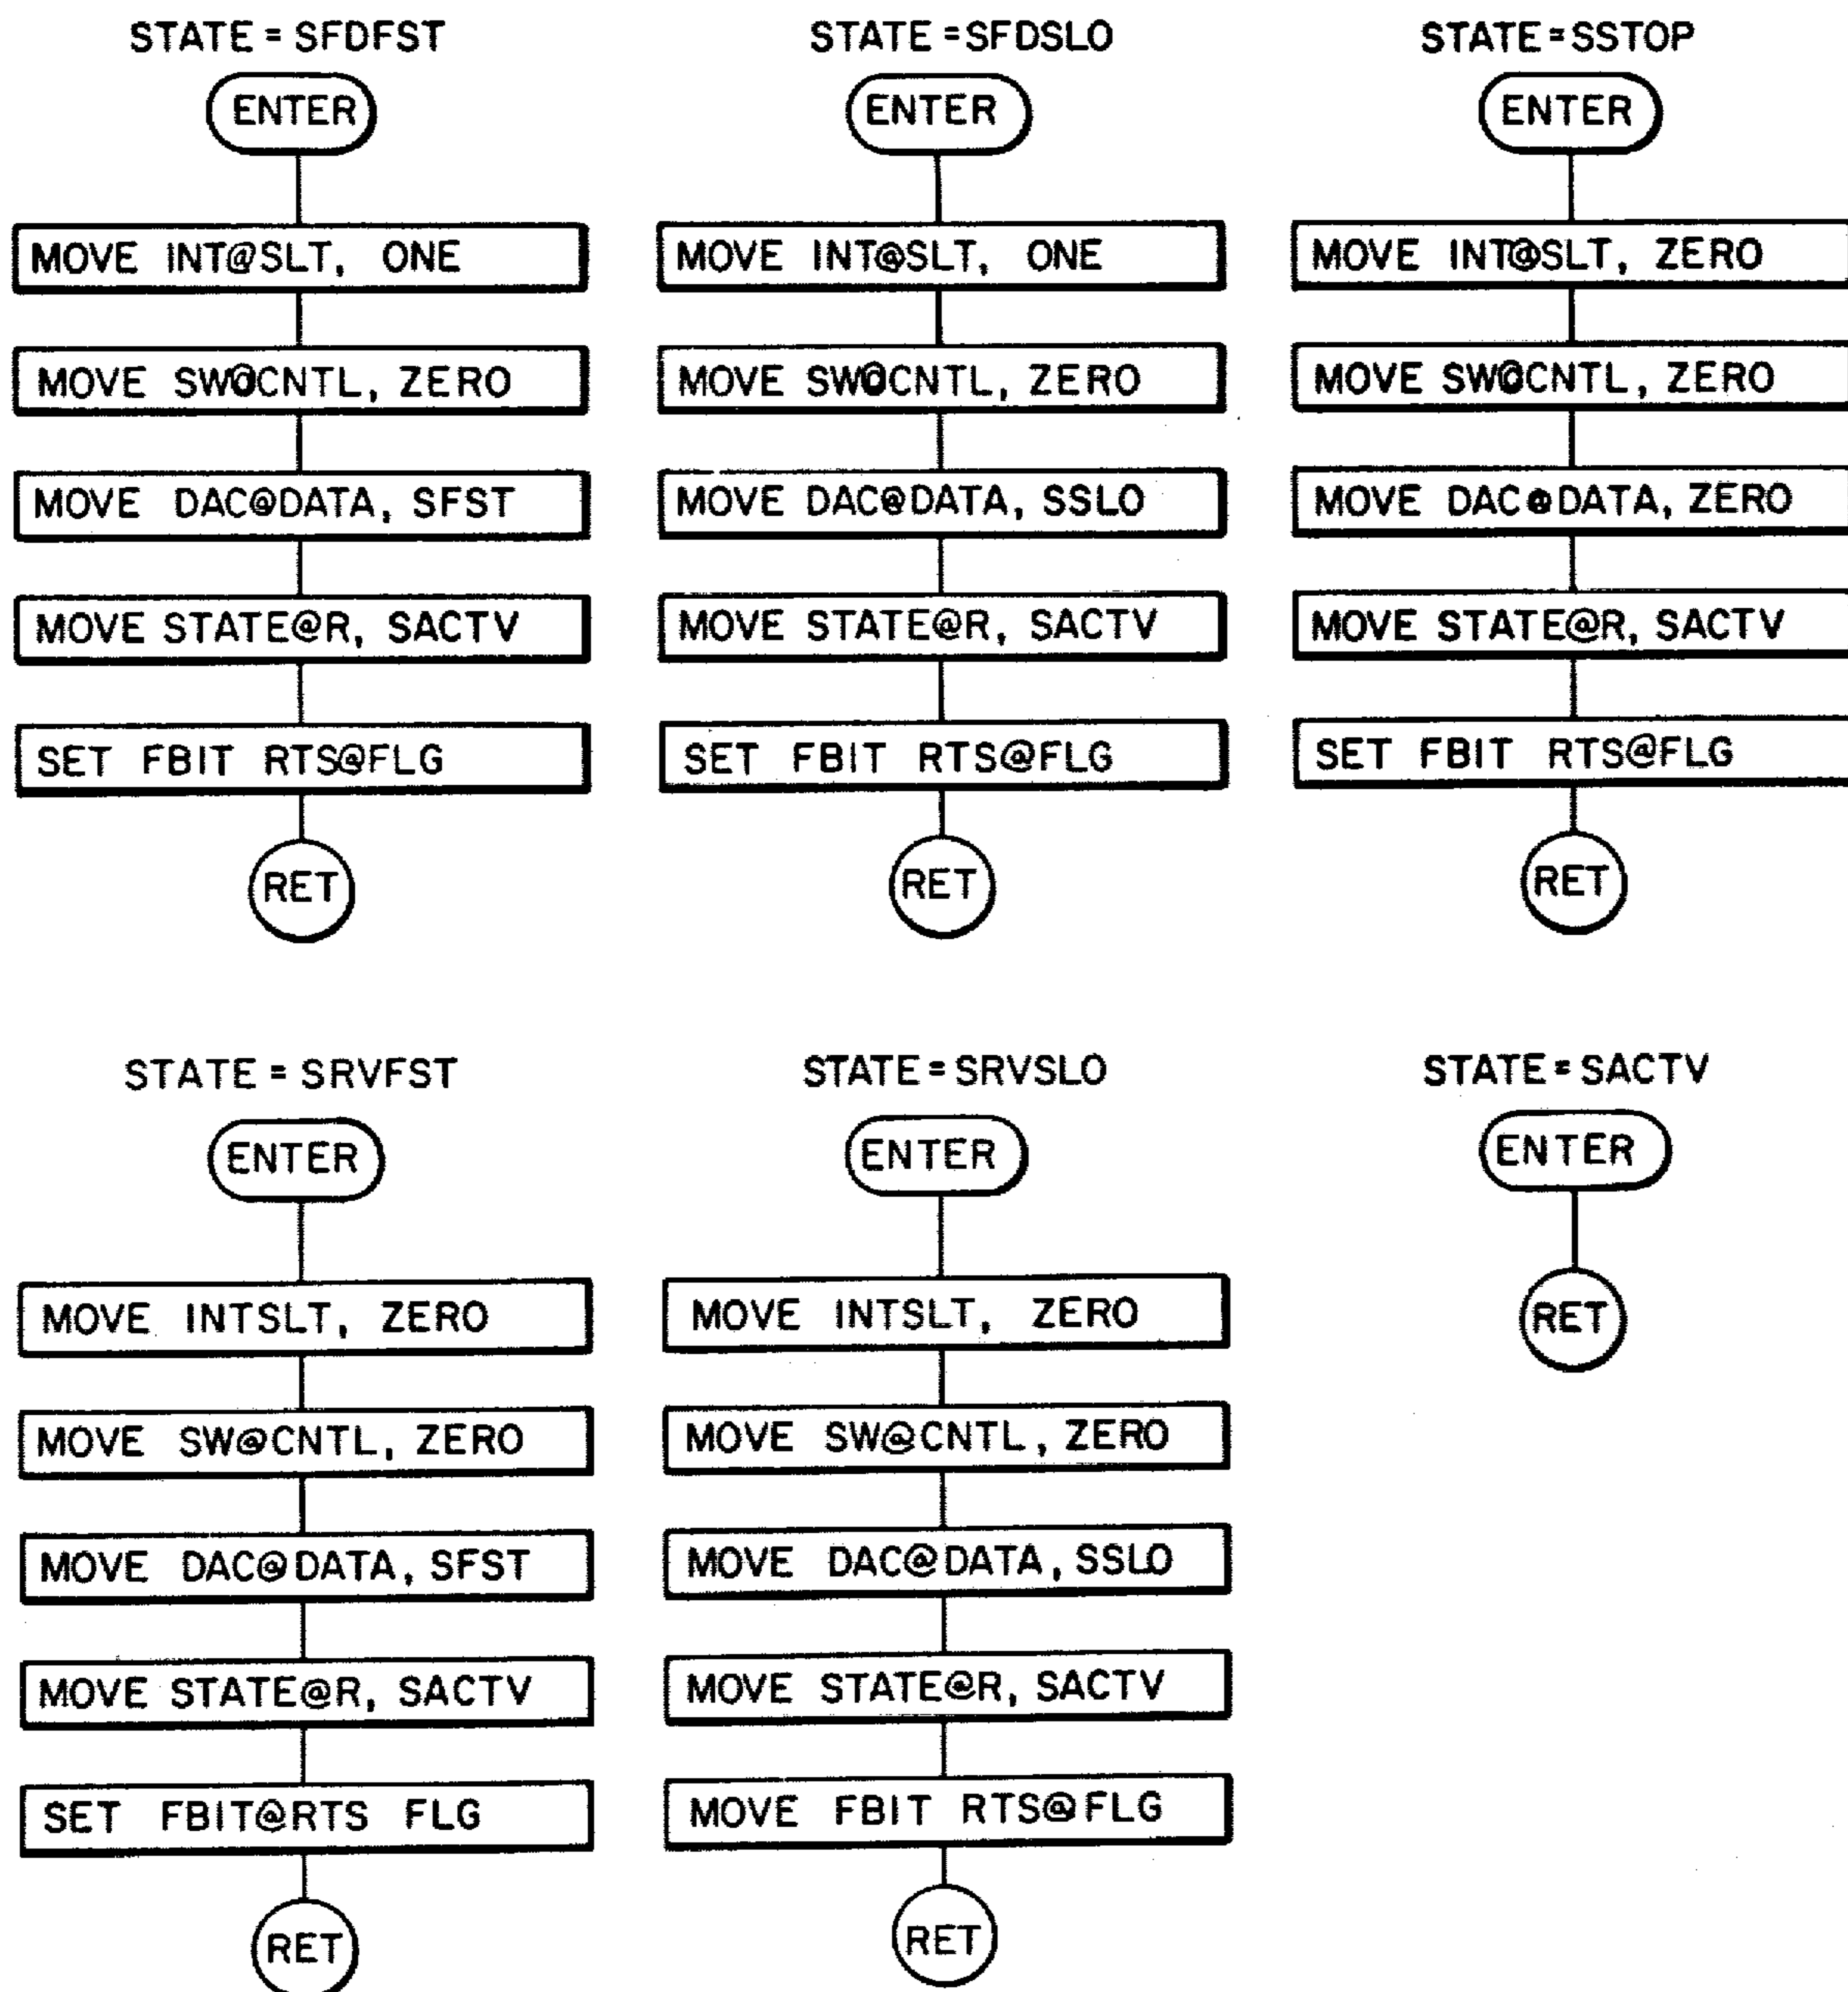 STATE = SFDFST
ENTER
MOVE INT@SLT, ONE
MOVE SW@CNTL, ZERO
MOVE DAC@DATA, SFST
MOVE STATE@R, SACTV
SET FBIT RTS@FLG
RET
STATE = SFDSLO
ENTER
MOVE INT@SLT, ONE
MOVE SW@CNTL, ZERO
MOVE DAC@DATA, SSLO
MOVE STATE@R, SACTV
SET FBIT RTS@FLG
RET
STATE = SSTOP
ENTER
MOVE INT@SLT, ZERO
MOVE SW@CNTL, ZERO
MOVE DAC@DATA, ZERO
MOVE STATE@R, SACTV
SET FBIT RTS@FLG
RET
STATE = SRVFST
ENTER
MOVE INTSLT, ZERO
MOVE SW@CNTL, ZERO
MOVE DAC@DATA, SFST
MOVE STATE@R, SACTV
SET FBIT@RTS FLG
RET
STATE = SRVSLO
ENTER
MOVE INTSLT, ZERO
MOVE SW@CNTL, ZERO
MOVE DAC@DATA, SSLO
MOVE STATE@R, SACTV
MOVE FBIT RTS@FLG
RET
STATE = SACTV
ENTER
RET